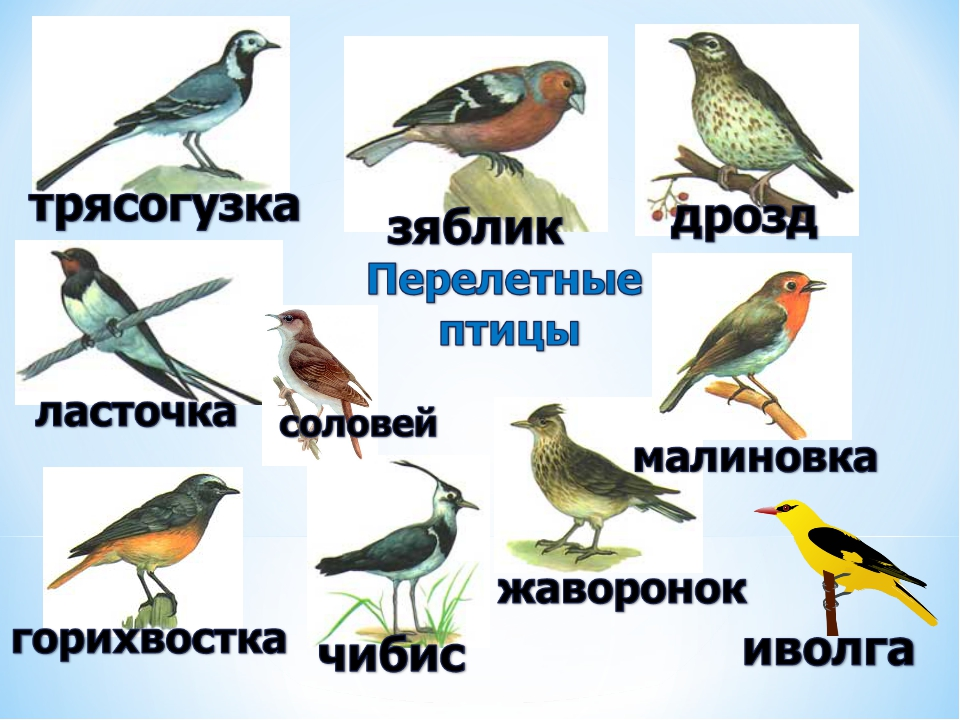 трясогузка
зяблик
дрозд
Перелетные
птицы
ласточка
соловей
малиновка
жаворонок
горихвостка
чибис
иволга